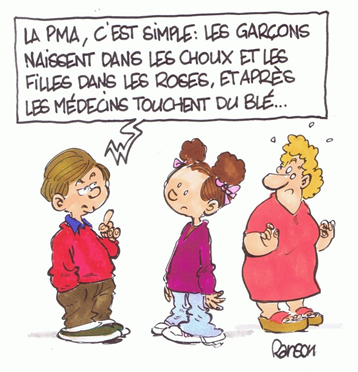 LA PMA, C'EST SIMPLE: LES GARÇONS
NAISSENT DANS LES CHOUX ET LES
FILLES DANS LES ROSES, ET APRÈS
LES MÉDECINS TOUCHENT DU BLÉ...
Ranson